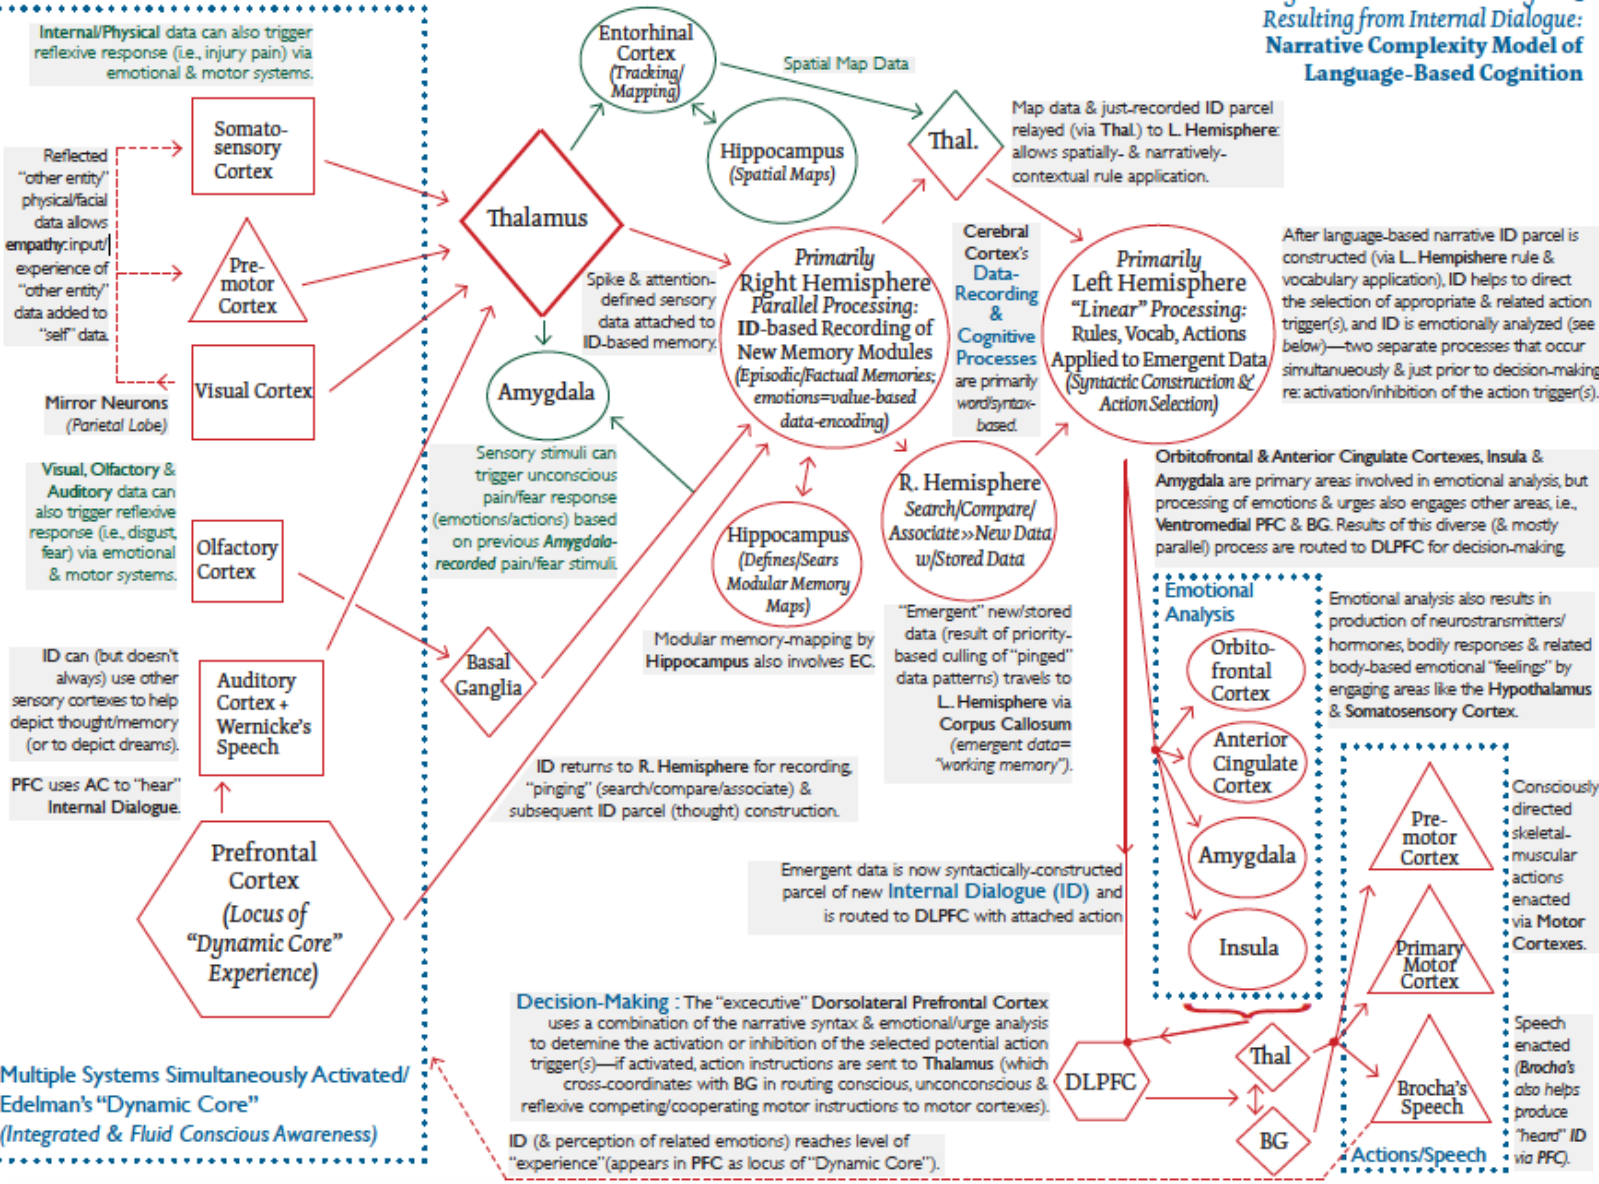 Resulting from Internal Dialogue:
Narrative Complexity Model of
Language-Based Cognition
Internal/Physical data can also trigger
reflexive response (i.e., injury pain) via
emotional & motor systems.
Somato-
sensory
Cortex
Reflected
"other entity"
physical/facial
data allows
empathy:input/
experience of
"other entity"
data added to
"self" data.
Pre-
motor
Cortex
Visual Cortex
Mirror Neurons
(Parietal Lobe)
Visual, Olfactory &
Auditory data can
also trigger reflexive
response (i.e., disgust,
fear) via emotional
& motor systems.
Olfactory
Cortex
ID can (but doesn't
always) use other
sensory cortexes to help
depict thought/memory
(or to depict dreams).
Auditory
Cortex +
Wernicke's
Speech
PFC uses AC to "hear"
Internal Dialogue.
Prefrontal
Cortex
(Locus of
"Dynamic Core"
Experience)
Multiple Systems Simultaneously Activated/
Edelman's "Dynamic Core"
(Integrated & Fluid Conscious Awareness)
Entorhinal
Cortex
(Tracking/
Mapping)
Spatial Map Data
Hippocampus
(Spatial Maps)
Thal.
Map data & just-recorded ID parcel
relayed (via Thal.) to L. Hemisphere:
allows spatially- & narratively-
contextual rule application.
Thalamus
Spike & attention-
defined sensory
data attached to
ID-based memory.
Amygdala
Sensory stimuli can
trigger unconscious
pain/fear response
(emotions/actions) based
on previous Amygdala-
recorded pain/fear stimuli.
Primarily
Right Hemisphere
Parallel Processing:
ID-based Recording of
New Memory Modules
(Episodic/Factual Memories;
emotions=value-based
data-encoding)
Cerebral
Cortex's
Data-
Recording
&
Cognitive
Processes
are primarily
word/syntax-
based.
Primarily
Left Hemisphere
"Linear" Processing:
Rules, Vocab, Actions
Applied to Emergent Data
(Syntactic Construction &
Action Selection)
After language-based narrative ID parcel is
constructed (via L. Hempishere rule &
vocabulary application), ID helps to direct
the selection of appropriate & related action
trigger(s), and ID is emotionally analyzed (see
below)—two separate processes that occur
simultaneously & just prior to decision-making
re: activation/inhibition of the action trigger(s).
Hippocampus
(Defines/Sears
Modular Memory
Maps)
Modular memory-mapping by
Hippocampus also involves EC.
R. Hemisphere
Search/Compare/
Associate»New Data
w/Stored Data
"Emergent" new/stored
data (result of priority-
based culling of "pinged"
data patterns) travels to
L. Hemisphere via
Corpus Callosum
(emergent data=
"working memory").
Basal
Ganglia
ID returns to R. Hemisphere for recording,
"pinging" (search/compare/associate) &
subsequent ID parcel (thought) construction.
Orbitofrontal & Anterior Cingulate Cortexes, Insula &
Amygdala are primary areas involved in emotional analysis, but
processing of emotions & urges also engages other areas, i.e.,
Ventromedial PFC & BG. Results of this diverse (& mostly
parallel) process are routed to DLPFC for decision-making.
Emotional
Analysis
Orbito-
frontal
Cortex
Anterior
Cingulate
Cortex
Amygdala
Insula
Emotional analysis also results in
production of neurostransmitters/
hormones, bodily responses & related
body-based emotional "feelings" by
engaging areas like the Hypothalamus
& Somatosensory Cortex.
Emergent data is now syntactically-constructed
parcel of new Internal Dialogue (ID) and
is routed to DLPFC with attached action
Decision-Making : The "excecutive" Dorsolateral Prefrontal Cortex
uses a combination of the narrative syntax & emotional/urge analysis
to detemine the activation or inhibition of the selected potential action
trigger(s)—if activated, action instructions are sent to Thalamus (which
cross-coordinates with BG in routing conscious, unconscious &
reflexive competing/cooperating motor instructions to motor cortexes).
ID (& perception of related emotions) reaches level of
"experience"(appears in PFC as locus of "Dynamic Core").
DLPFC
Thal
BG
Pre-
motor
Cortex
Primary
Motor
Cortex
Brocha's
Speech
Actions/Speech
Consciously
directed
skeletal-
muscular
actions
enacted
via Motor
Cortexes.
Speech
enacted
(Brocha's
also helps
produce
"heard" ID
via PFC).